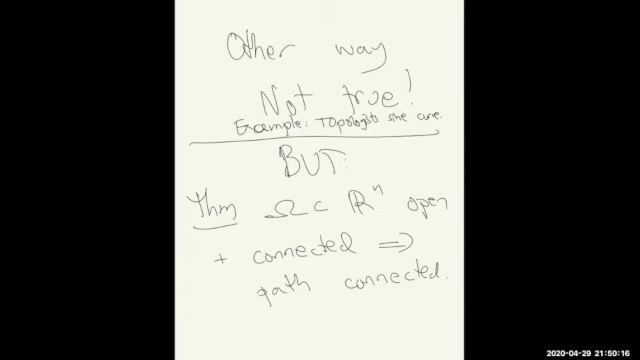 Other way
Not true!
Example: Topologists sine curve.
BUT:
Thm Ω ⊂ ℝⁿ open
+ connected ⇒
path connected.
2020-04-29 21:50:16